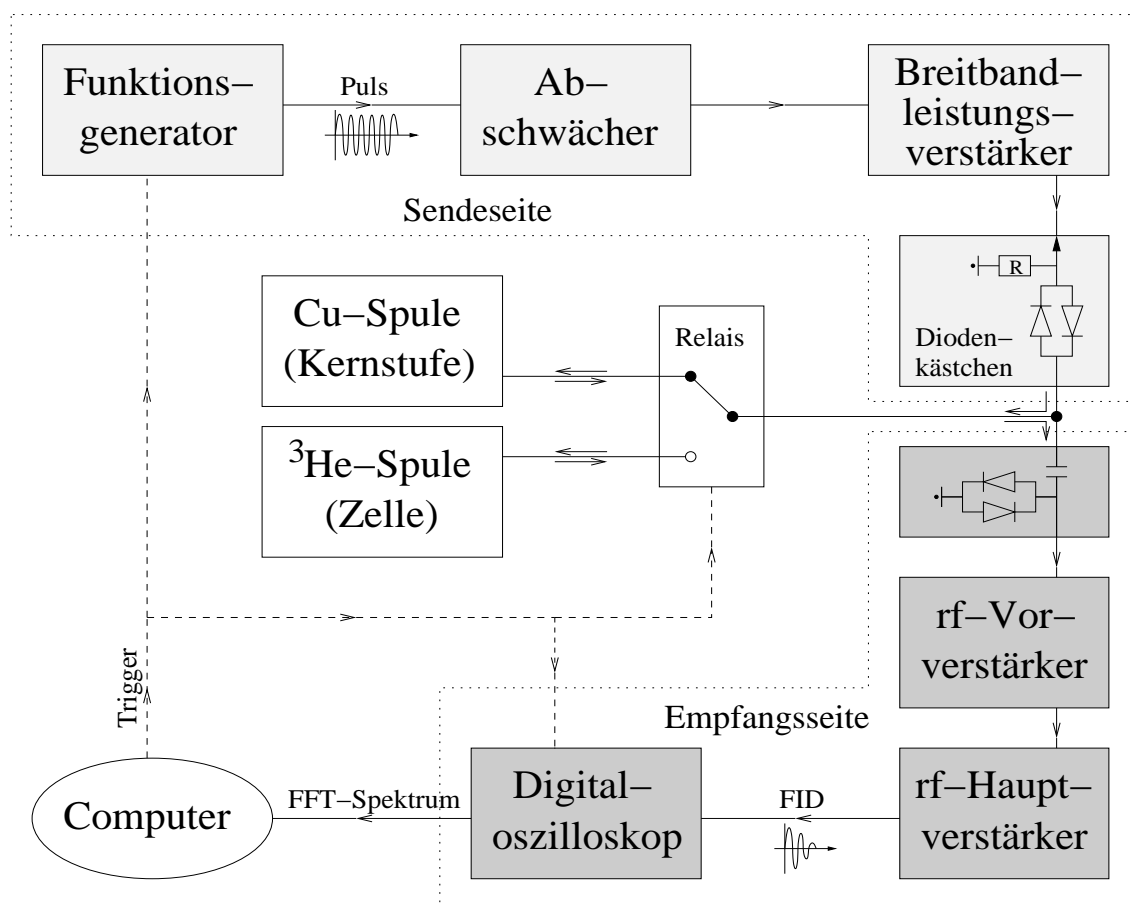 Funktions–
generator
Puls
Ab–
schwächer
Breitband–
leistungs–
verstärker
Sendeseite
R
Dioden–
kästchen
Cu–Spule
(Kernstufe)
Relais
³He–Spule
(Zelle)
rf–Vor–
verstärker
Trigger
Empfangsseite
Computer
FFT–Spektrum
Digital–
oszilloskop
FID
rf–Haupt–
verstärker